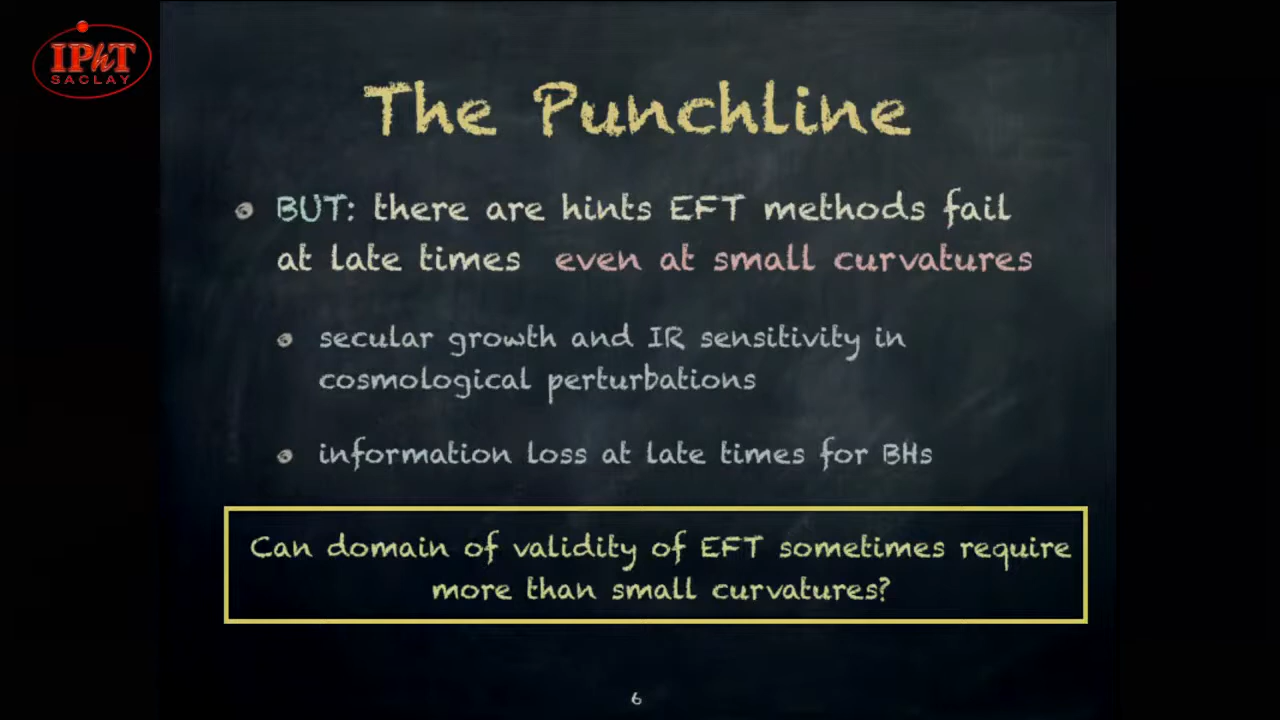 IPhT
SACLAY
The Punchline
BUT: there are hints EFT methods fail
at late times even at small curvatures
secular growth and IR sensitivity in
cosmological perturbations
information loss at late times for BHs
Can domain of validity of EFT sometimes require
more than small curvatures?
6